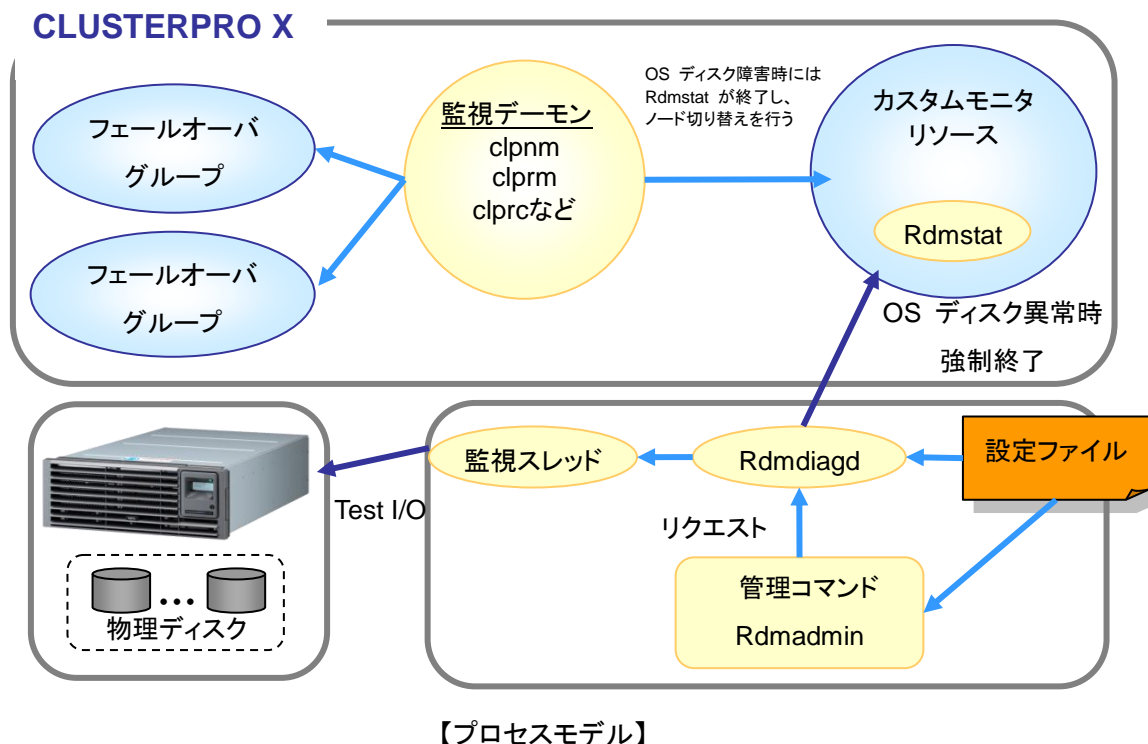 CLUSTERPRO X
フェールオーバ
グループ
フェールオーバ
グループ
監視デーモン
clpnm
clprm
clprcなど
OS ディスク障害時には
Rdmstat が終了し、
ノード切り替えを行う
カスタムモニタ
リソース
Rdmstat
OS ディスク異常時
強制終了
Test I/O
物理ディスク
監視スレッド
Rdmdiagd
設定ファイル
リクエスト
管理コマンド
Rdmadmin
【プロセスモデル】